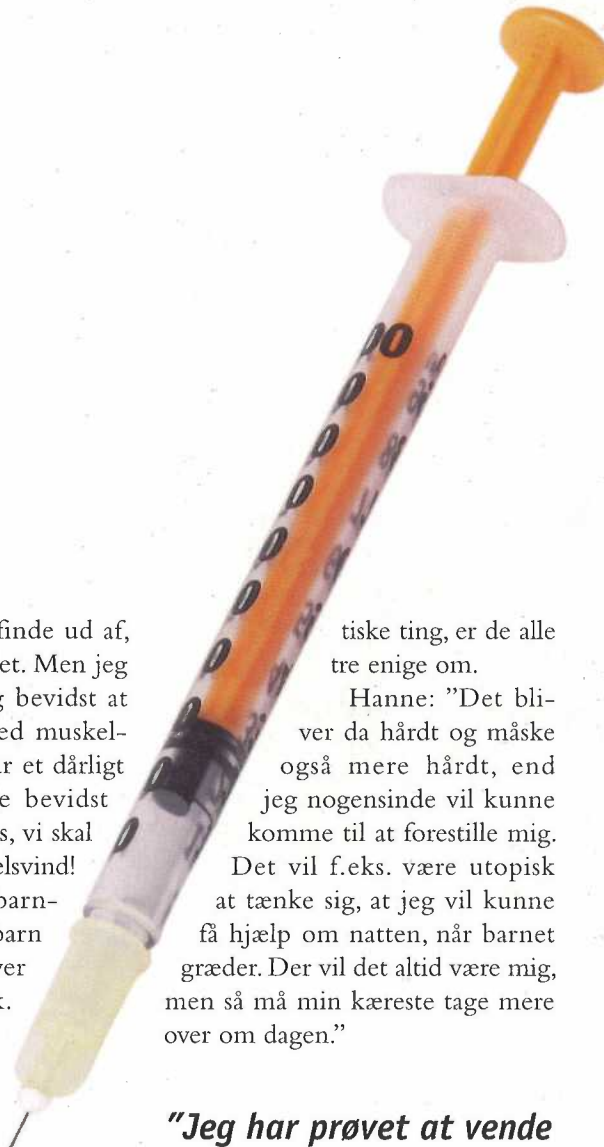 finde ud af,
et. Men jeg
bevidst at
ed muskel-
r et dårligt
e bevidst
s, vi skal
elsvind!
barn-
barn
ver
k.
tiske ting, er de alle
tre enige om.
Hanne: ”Det bli-
ver da hårdt og måske
også mere hårdt, end
jeg nogensinde vil kunne
komme til at forestille mig.
Det vil f.eks. være utopisk
at tænke sig, at jeg vil kunne
få hjælp om natten, når barnet
græder. Der vil det altid være mig,
men så må min kæreste tage mere
over om dagen.”
”Jeg har prøvet at vende